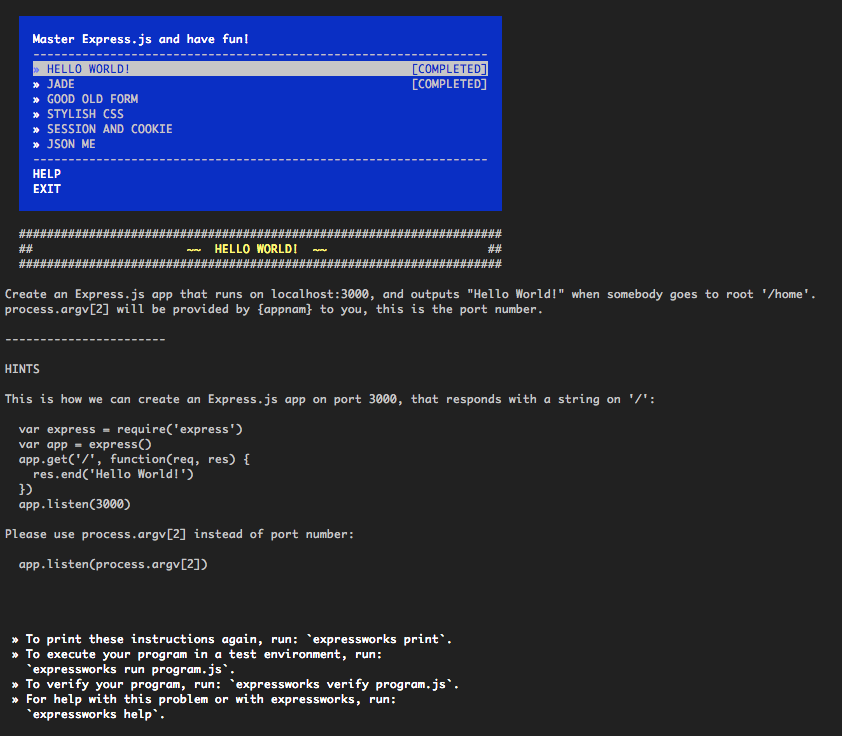 Master Express.js and have fun!
-----------------------------------------------------------------
» HELLO WORLD! [COMPLETED]
» JADE [COMPLETED]
» GOOD OLD FORM
» STYLISH CSS
» SESSION AND COOKIE
» JSON ME
-----------------------------------------------------------------
HELP
EXIT
#####################################################################
## ~~ HELLO WORLD! ~~ ##
#####################################################################
Create an Express.js app that runs on localhost:3000, and outputs "Hello World!" when somebody goes to root '/home'.
process.argv[2] will be provided by {appnam} to you, this is the port number.
-----------------------
HINTS
This is how we can create an Express.js app on port 3000, that responds with a string on '/':
var express = require('express')
var app = express()
app.get('/', function(req, res) {
res.end('Hello World!')
})
app.listen(3000)
Please use process.argv[2] instead of port number:
app.listen(process.argv[2])
» To print these instructions again, run: `expressworks print`.
» To execute your program in a test environment, run:
`expressworks run program.js`.
» To verify your program, run: `expressworks verify program.js`.
» For help with this problem or with expressworks, run:
`expressworks help`.